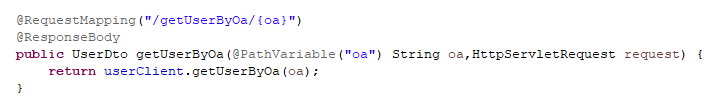 @RequestMapping("/getUserByOa/{oa}")
@ResponseBody
public UserDto getUserByOa(@PathVariable("oa") String oa,HttpServletRequest request) {
    return userClient.getUserByOa(oa);
}